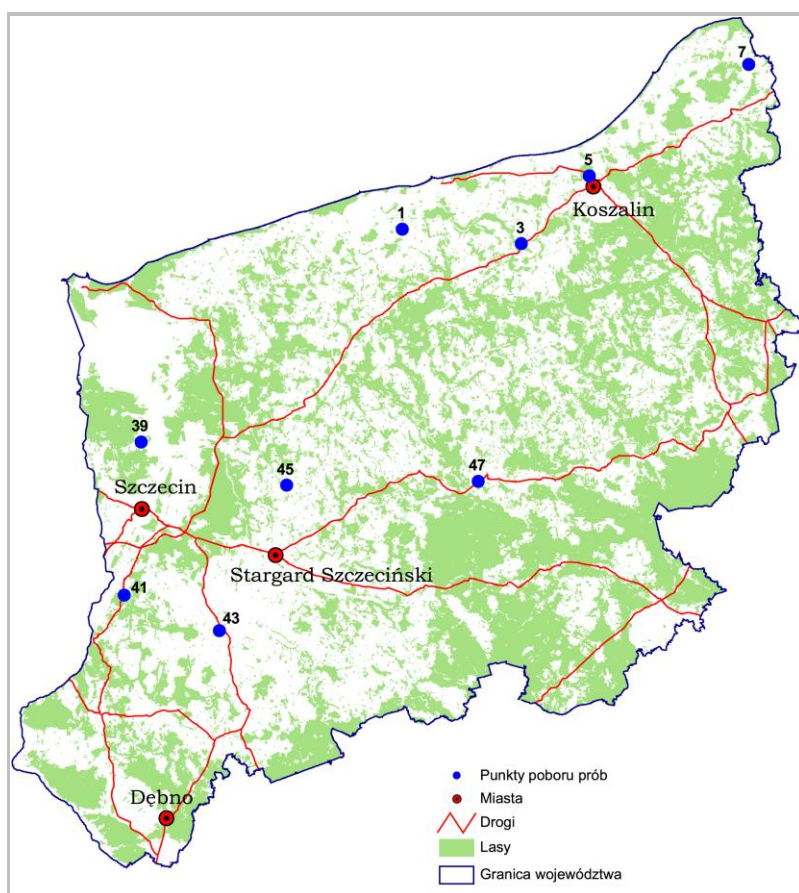 7
5
Koszalin
1
3
39
45
47
Szczecin
Stargard Szczeciński
41
43
Dębno
Punkty poboru prób
Miasta
Drogi
Lasy
Granica województwa